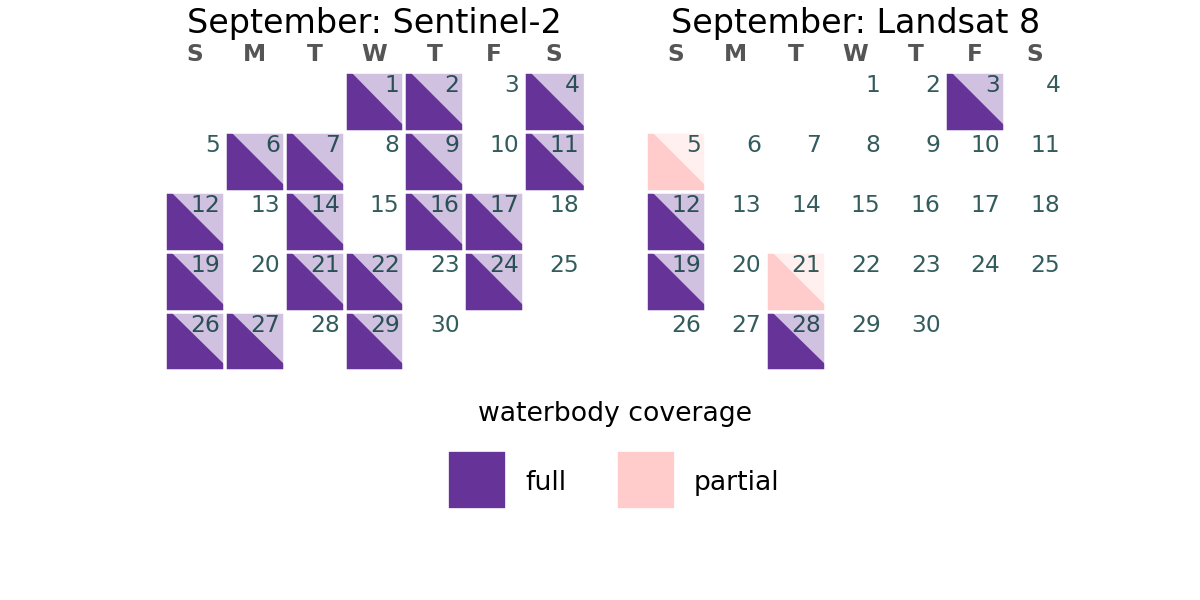 September: Sentinel-2
S M T W T F S
1 2 3 4
5 6 7 8 9 10 11
12 13 14 15 16 17 18
19 20 21 22 23 24 25
26 27 28 29 30
September: Landsat 8
S M T W T F S
1 2 3 4
5 6 7 8 9 10 11
12 13 14 15 16 17 18
19 20 21 22 23 24 25
26 27 28 29 30
waterbody coverage
full
partial